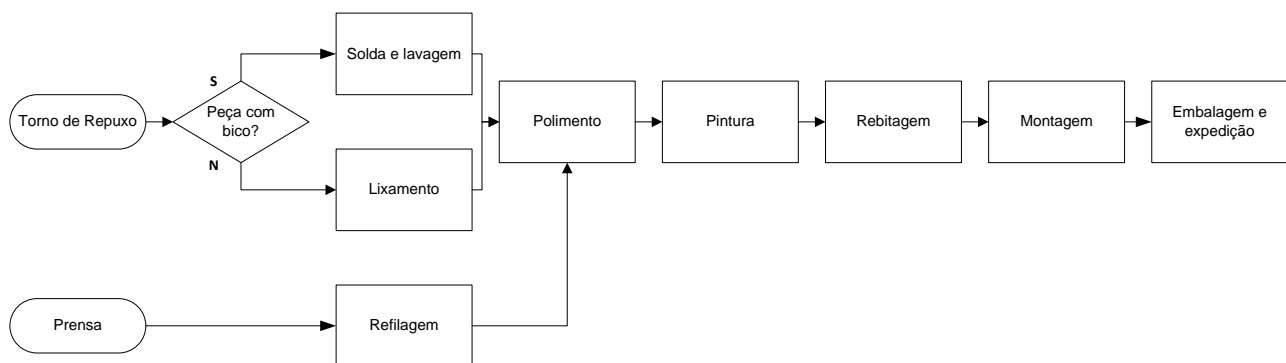 Torno de Repuxo
S
Peça com
bico?
N
Solda e lavagem
Lixamento
Polimento
Pintura
Rebitagem
Montagem
Embalagem e
expedição
Prensa
Refilagem